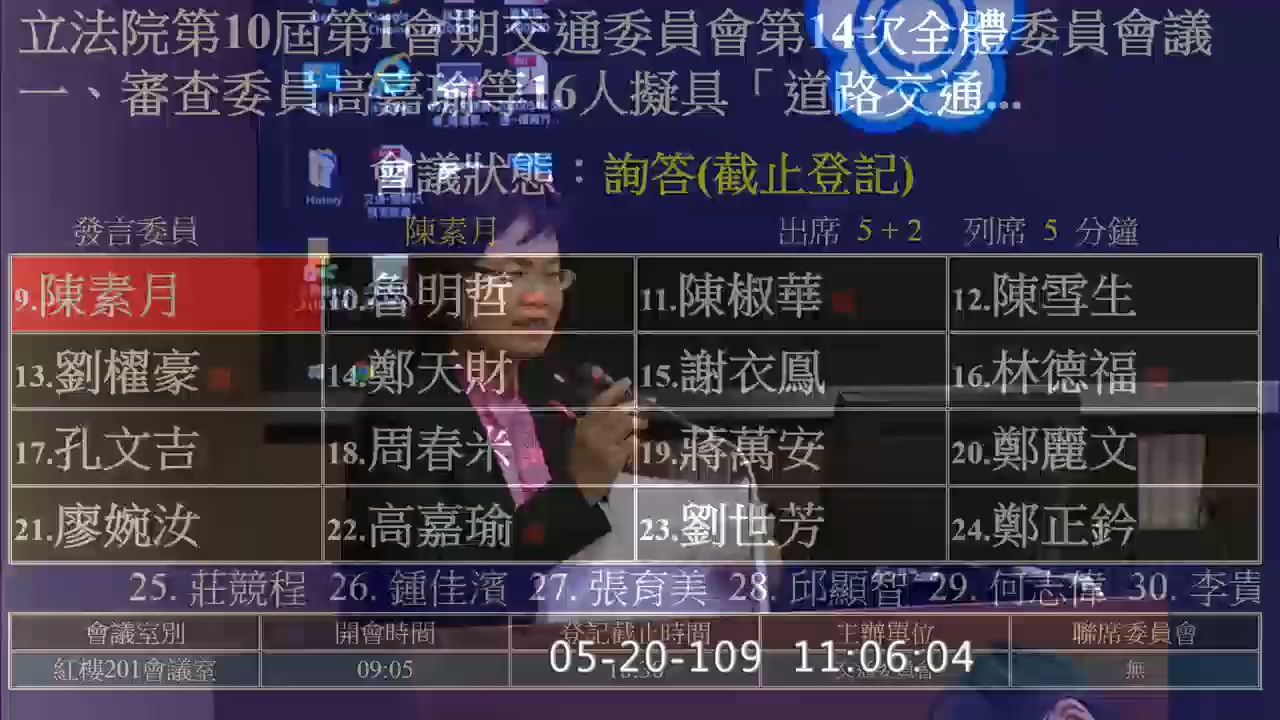 立法院第10屆第1會期交通委員會第14次全體委員會議
一、審查委員高嘉瑜等16人擬具「道路交通...
會議狀態：詢答(截止登記)
發言委員 陳素月 出席 5+2 列席 5 分鐘
9.陳素月 10.魯明哲 11.陳椒華 12.陳雪生
13.劉櫂豪 14.鄭天財 15.謝衣鳳 16.林德福
17.孔文吉 18.周春米 19.蔣萬安 20.鄭麗文
21.廖婉汝 22.高嘉瑜 23.劉世芳 24.鄭正鈐
25. 莊競程 26. 鍾佳濱 27. 張育美 28. 邱顯智 29. 何志偉 30. 李貴
會議室別 開會時間 登記截止時間 主辦單位 聯席委員會
紅樓201會議室 09:05 10:30 交通委員會 無
05-20-109 11:06:04
History